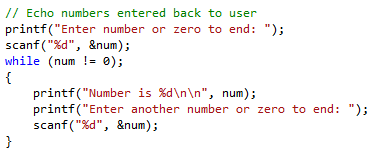 // Echo numbers entered back to user
printf("Enter number or zero to end: ");
scanf("%d", &num);
while (num != 0);
{
    printf("Number is %d\n\n", num);
    printf("Enter another number or zero to end: ");
    scanf("%d", &num);
}